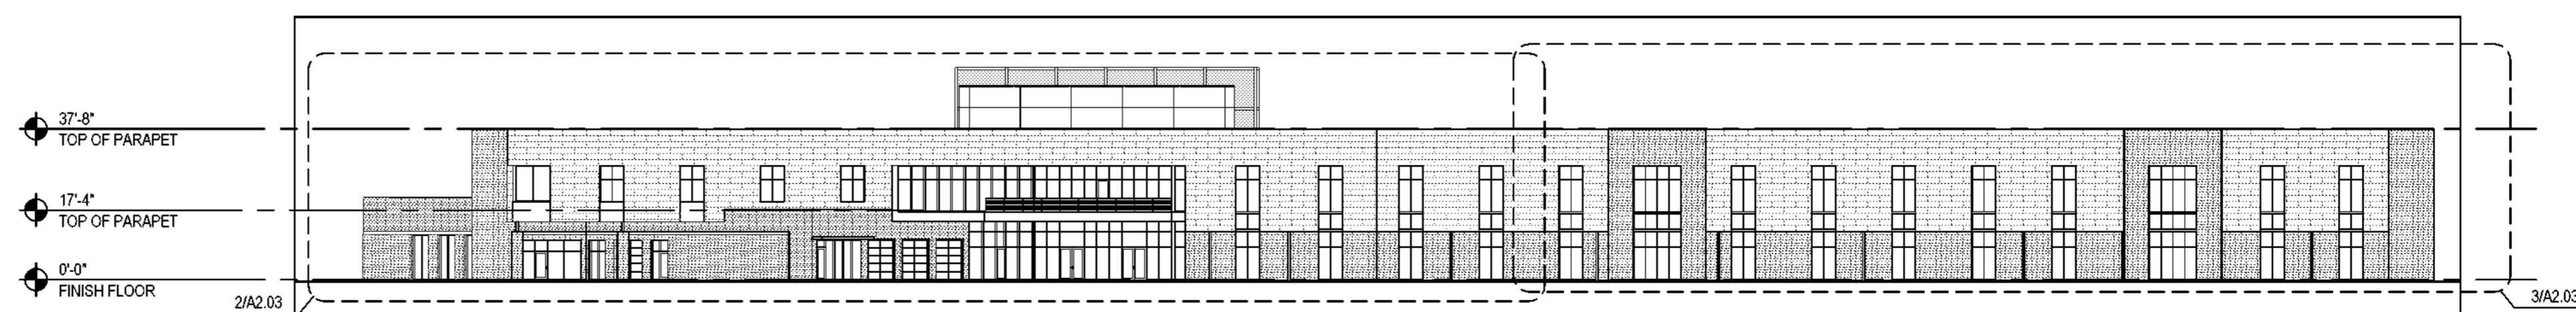 37'-8"
TOP OF PARAPET
17'-4"
TOP OF PARAPET
0'-0"
FINISH FLOOR
2/A2.03
3/A2.03